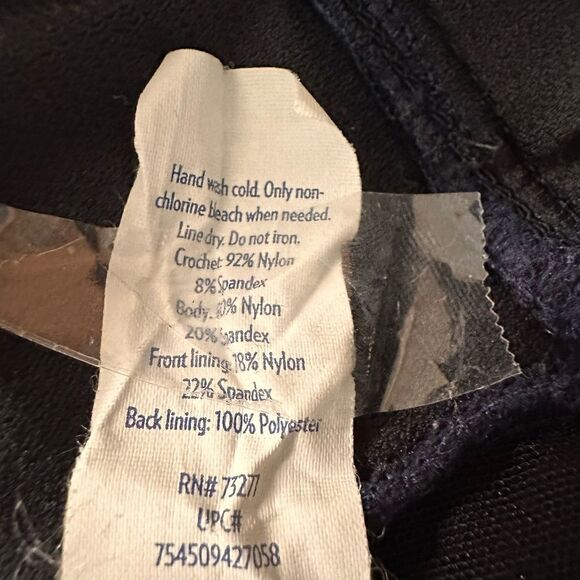 Hand wash cold. Only non-
chlorine bleach when needed.
Line dry. Do not iron.
Crochet: 92% Nylon
8% Spandex
Body: Nylon
20% Spandex
Front lining: Nylon
22% Spandex
Back lining: 100% Polyester
RN# 73277
UPC#
754509427058